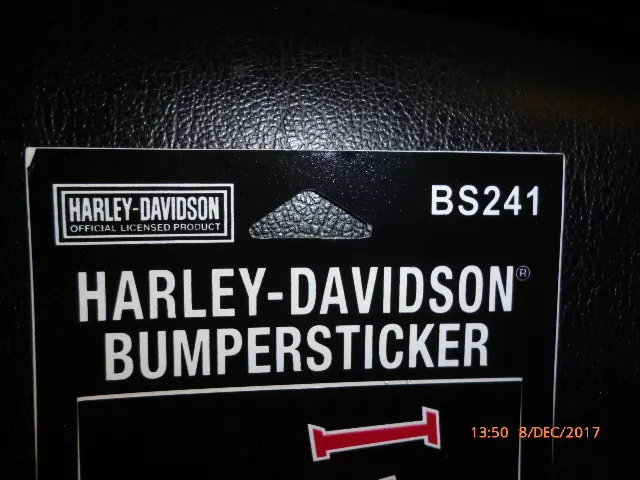 HARLEY-DAVIDSON
OFFICIAL LICENSED PRODUCT
BS241
HARLEY-DAVIDSON®
BUMPERSTICKER
I
13:50 8/DEC/2017